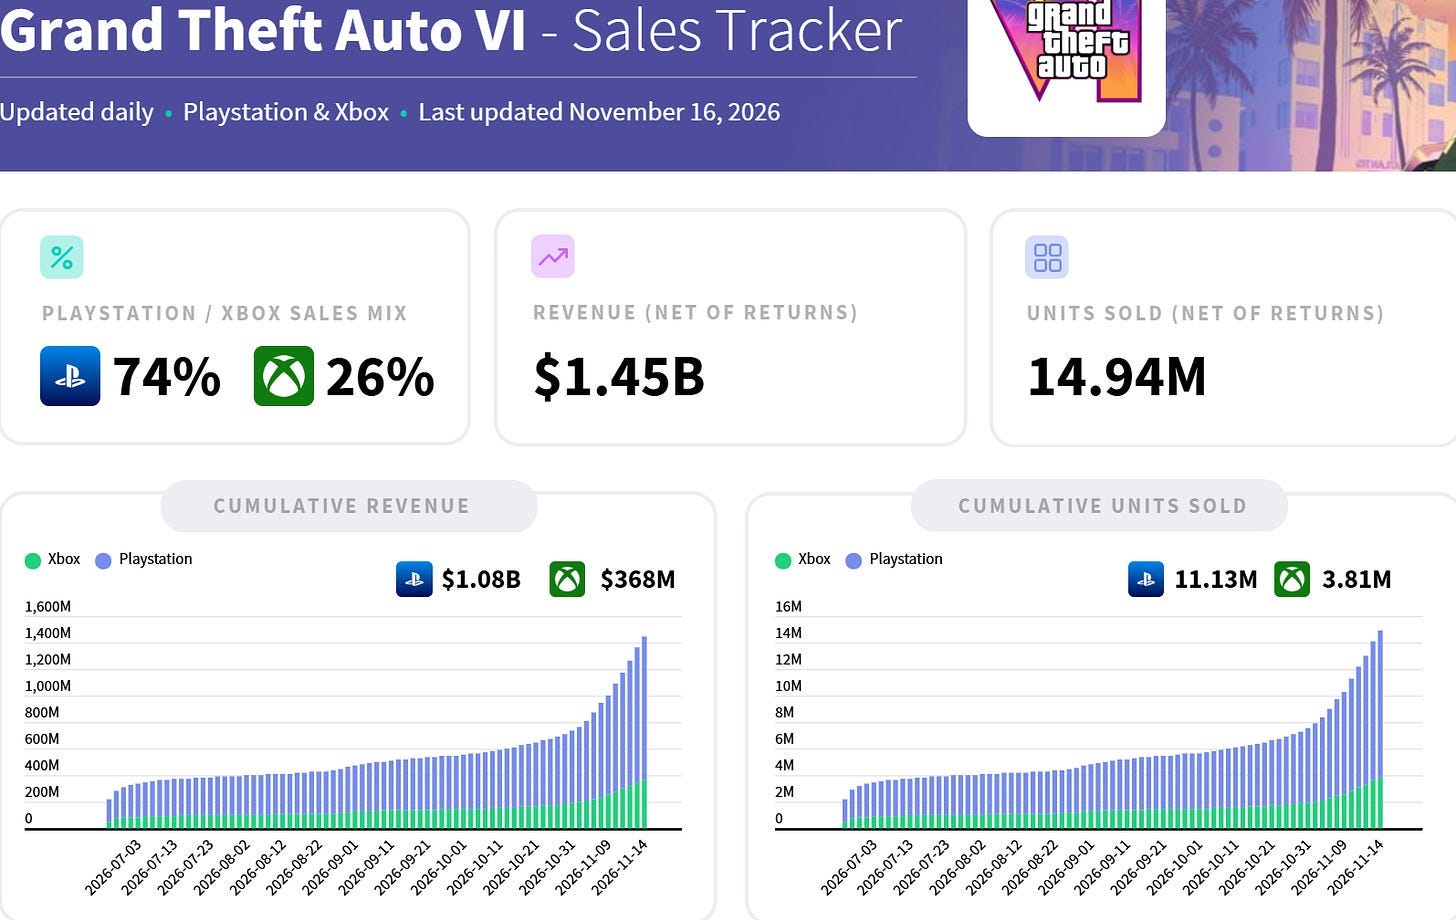 Grand Theft Auto VI - Sales Tracker
grand
theft
auto
Updated daily • Playstation & Xbox • Last updated November 16, 2026
PLAYSTATION / XBOX SALES MIX
74% 26%
REVENUE (NET OF RETURNS)
$1.45B
UNITS SOLD (NET OF RETURNS)
14.94M
CUMULATIVE REVENUE
Xbox Playstation
$1.08B $368M
1,600M
1,400M
1,200M
1,000M
800M
600M
400M
200M
0
2026-07-03 2026-07-13 2026-07-23 2026-08-02 2026-08-12 2026-08-22 2026-09-01 2026-09-11 2026-09-21 2026-10-01 2026-10-11 2026-10-21 2026-10-31 2026-11-09 2026-11-14
CUMULATIVE UNITS SOLD
Xbox Playstation
11.13M 3.81M
16M
14M
12M
10M
8M
6M
4M
2M
0
2026-07-03 2026-07-13 2026-07-23 2026-08-02 2026-08-12 2026-08-22 2026-09-01 2026-09-11 2026-09-21 2026-10-01 2026-10-11 2026-10-21 2026-10-31 2026-11-09 2026-11-14